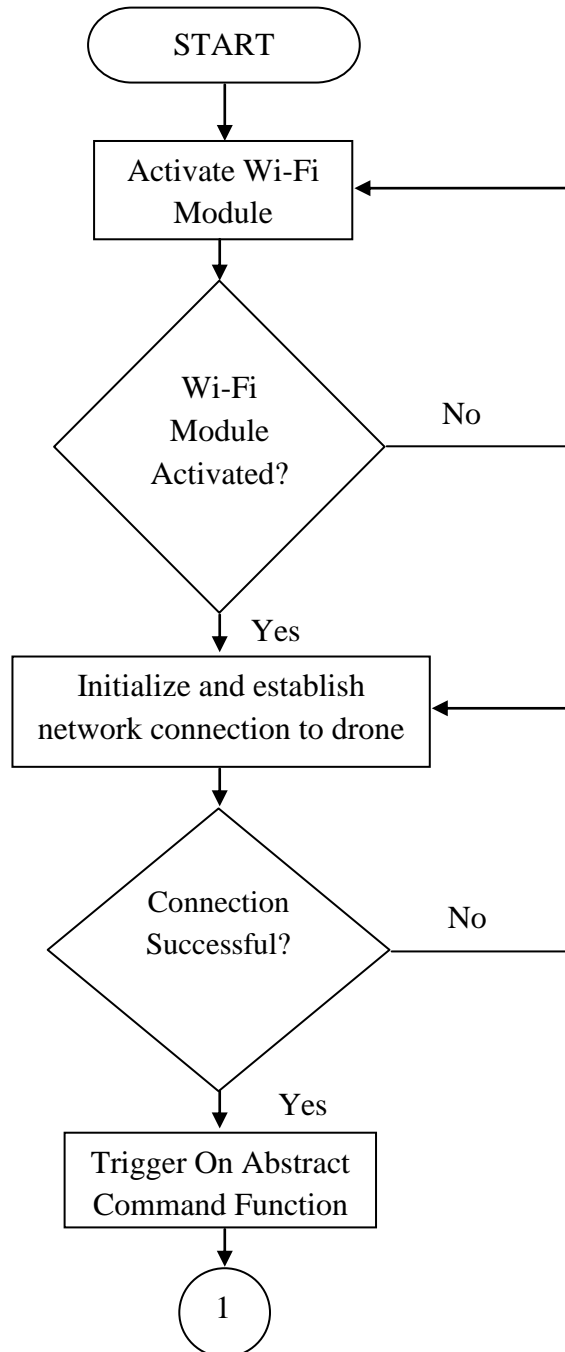 START
Activate Wi-Fi
Module
Wi-Fi
Module
Activated?
No
Yes
Initialize and establish
network connection to drone
Connection
Successful?
No
Yes
Trigger On Abstract
Command Function
1